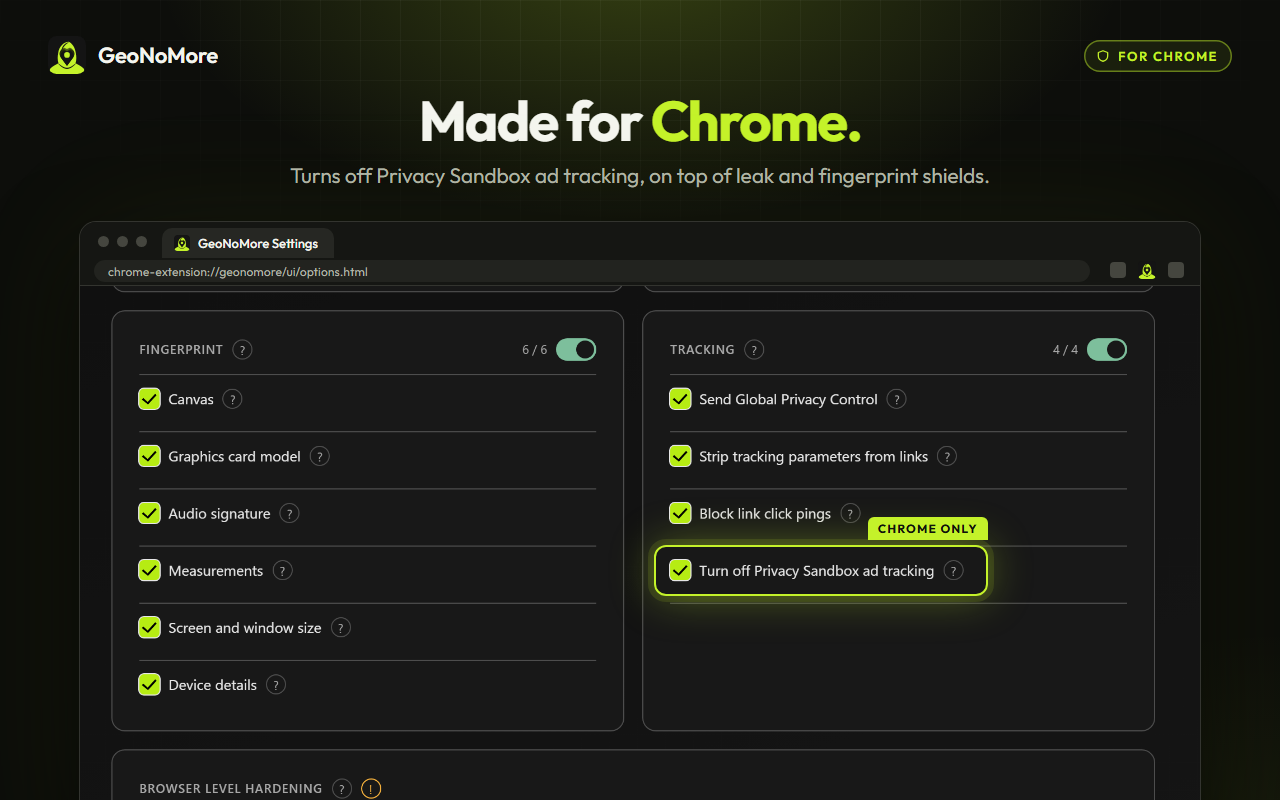 GeoNoMore
FOR CHROME
Made for Chrome.
Turns off Privacy Sandbox ad tracking, on top of leak and fingerprint shields.
GeoNoMore Settings
chrome-extension://geonomore/ui/options.html
FINGERPRINT ? 6 / 6
Canvas ?
Graphics card model ?
Audio signature ?
Measurements ?
Screen and window size ?
Device details ?
TRACKING ? 4 / 4
Send Global Privacy Control ?
Strip tracking parameters from links ?
Block link click pings ?
CHROME ONLY
Turn off Privacy Sandbox ad tracking ?
BROWSER LEVEL HARDENING ? !